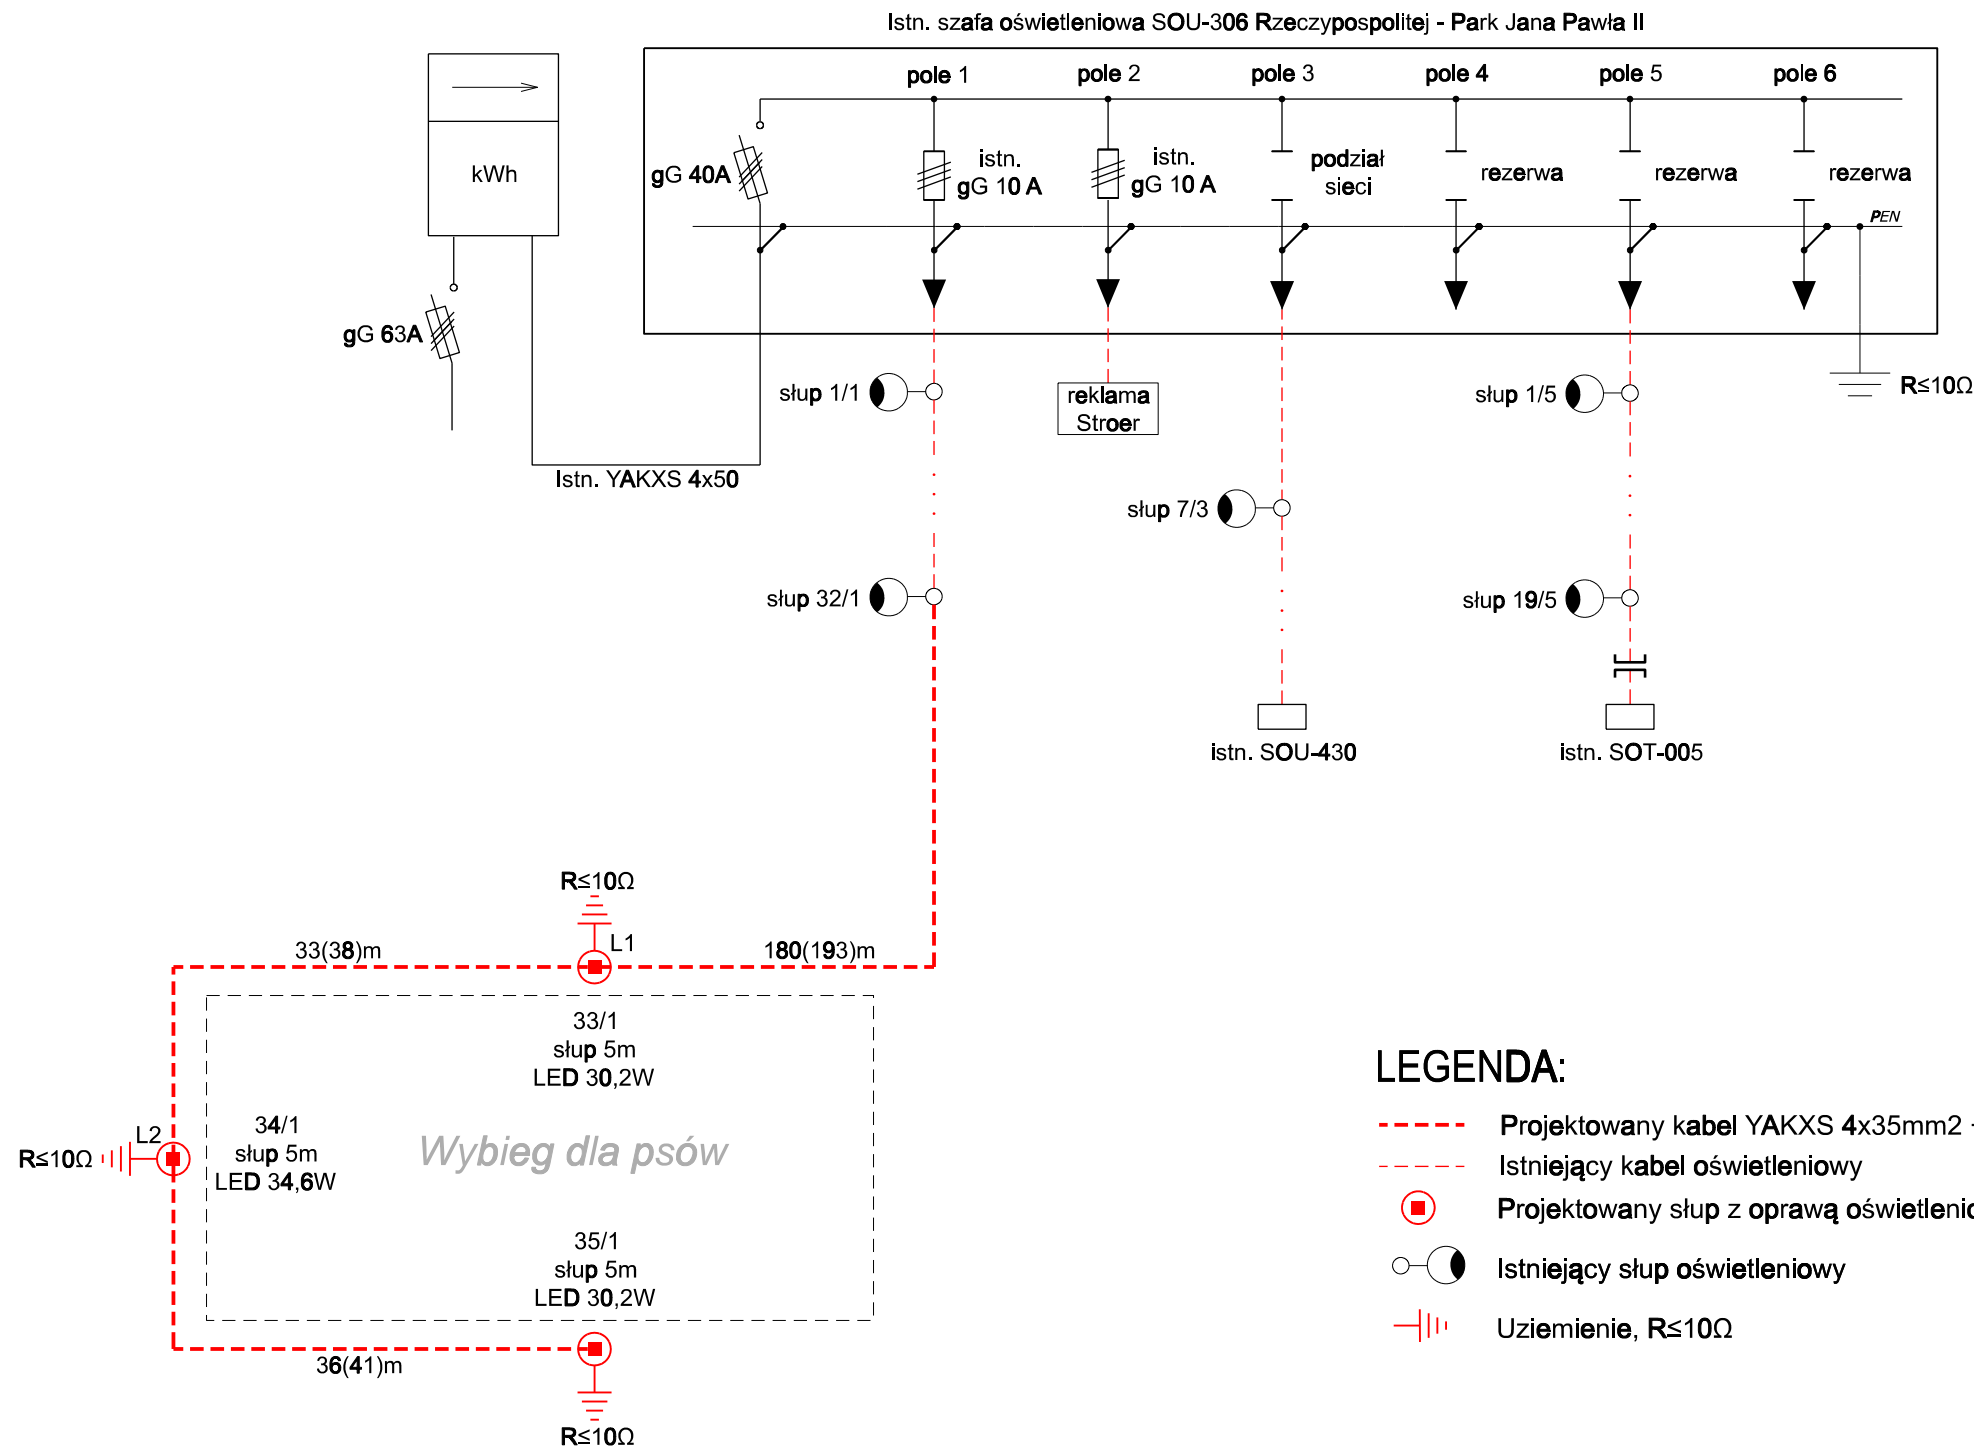 Istn. szafa oświetleniowa SOU-306 Rzeczypospolitej - Park Jana Pawła II
pole 1
pole 2
pole 3
pole 4
pole 5
pole 6
kWh
gG 40A
istn.
gG 10 A
istn.
gG 10 A
podział
sieci
rezerwa
rezerwa
rezerwa
PEN
gG 63A
słup 1/1
reklama
Stroer
słup 1/5
R≤10Ω
Istn. YAKXS 4x50
słup 7/3
słup 32/1
słup 19/5
istn. SOU-430
istn. SOT-005
R≤10Ω
L1
33(38)m
180(193)m
33/1
słup 5m
LED 30,2W
L2
R≤10Ω
34/1
słup 5m
LED 34,6W
Wybieg dla psów
35/1
słup 5m
LED 30,2W
36(41)m
R≤10Ω
LEGENDA:
Projektowany kabel YAKXS 4x35mm2
Istniejący kabel oświetleniowy
Projektowany słup z oprawą
Istniejący słup oświetleniowy
Uziemienie, R≤10Ω